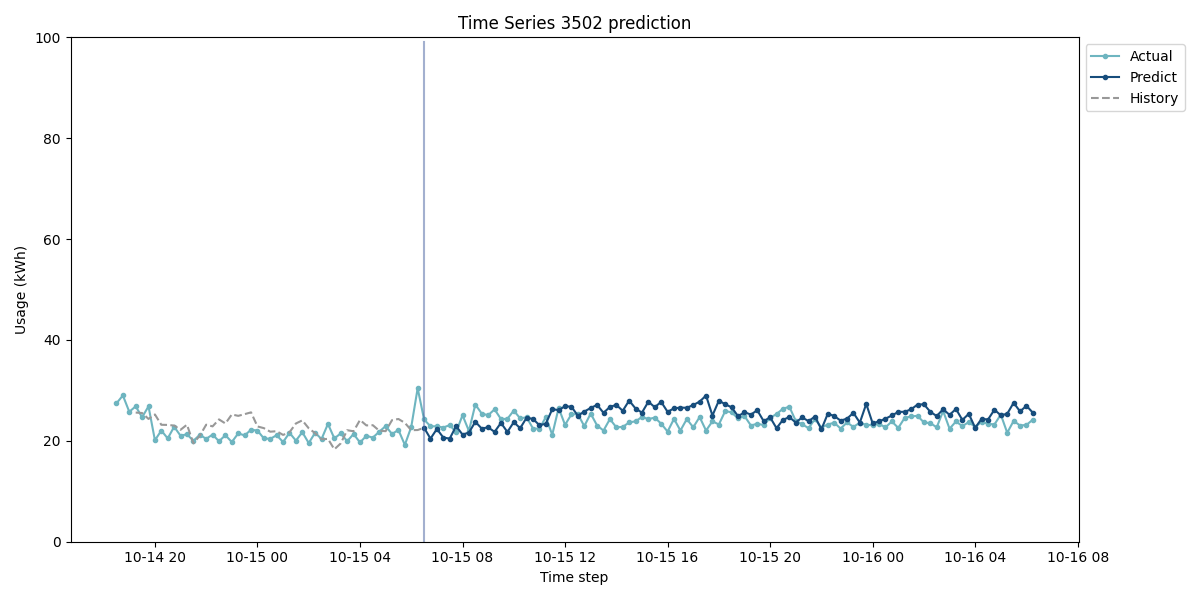 Time Series 3502 prediction
100
80
60
40
20
0
Usage (kWh)
10-14 20
10-15 00
10-15 04
10-15 08
10-15 12
10-15 16
10-15 20
10-16 00
10-16 04
10-16 08
Time step
Actual
Predict
History